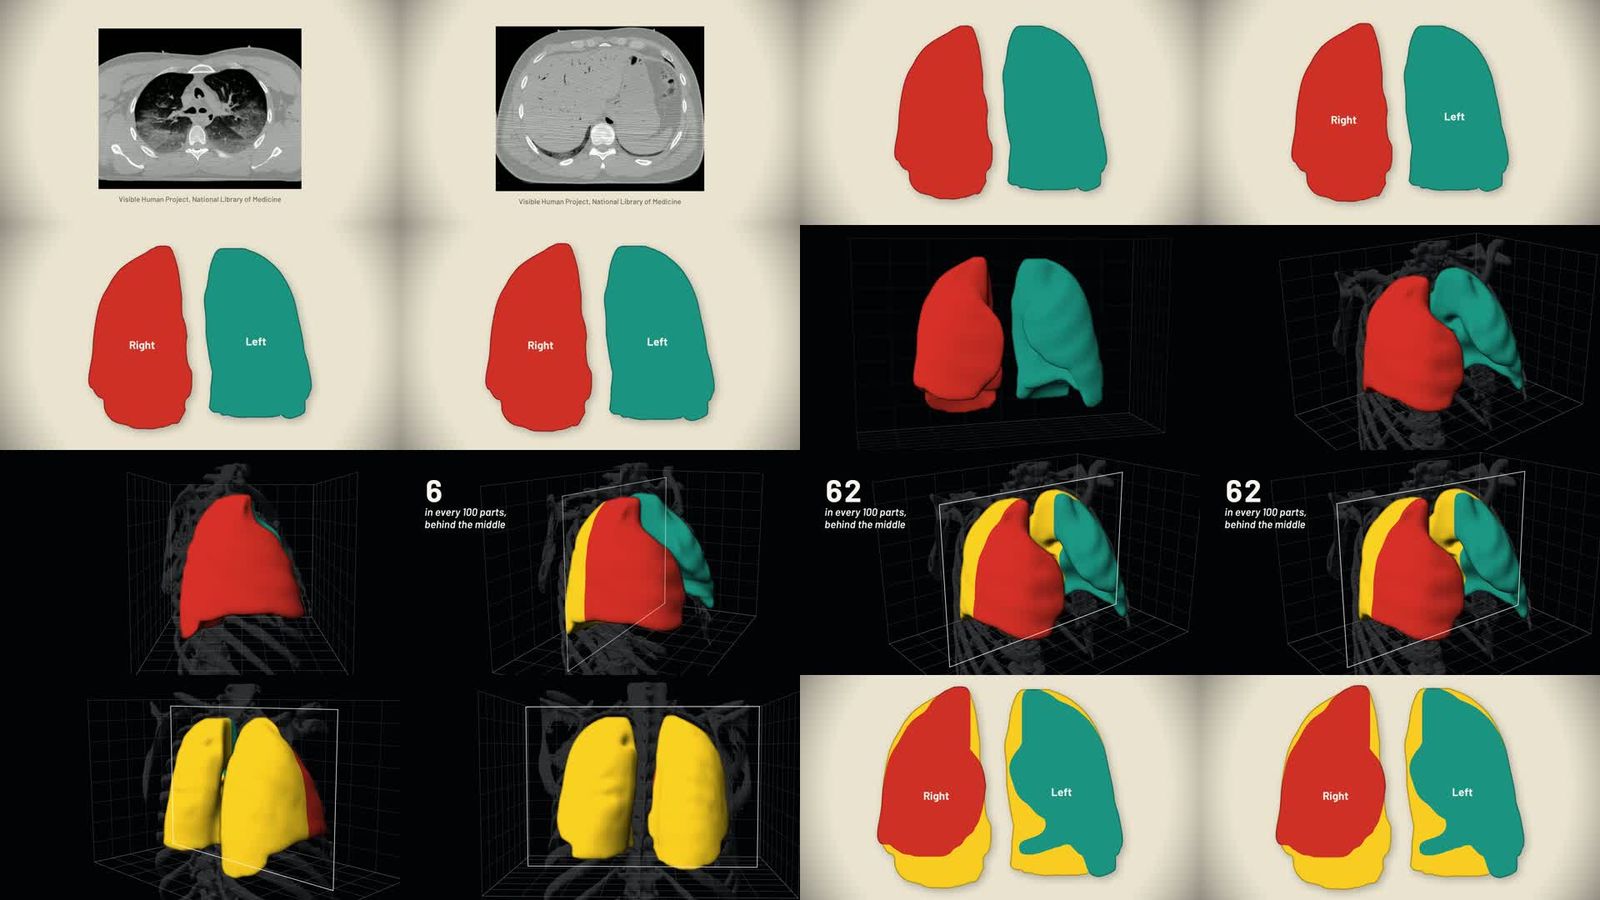 Visible Human Project, National Library of Medicine
Visible Human Project, National Library of Medicine
Right
Left
Right
Left
Right
Left
6
in every 100 parts,
behind the middle
62
in every 100 parts,
behind the middle
62
in every 100 parts,
behind the middle
Right
Left
Right
Left